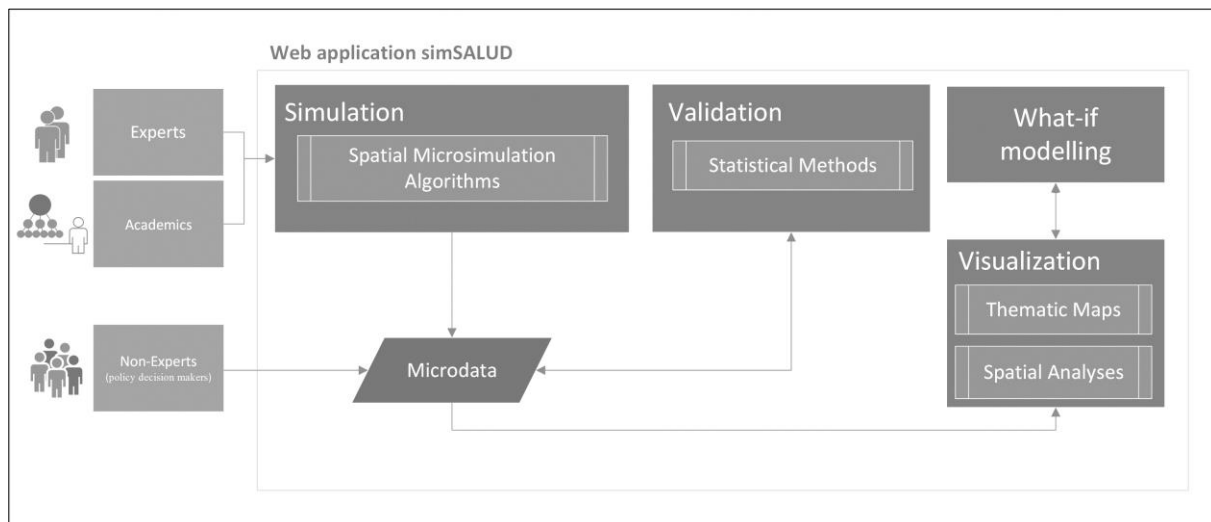 Web application simSALUD
Experts
Academics
Non-Experts
(policy decision makers)
Simulation
Spatial Microsimulation
Algorithms
Microdata
Validation
Statistical Methods
What-if
modelling
Visualization
Thematic Maps
Spatial Analyses